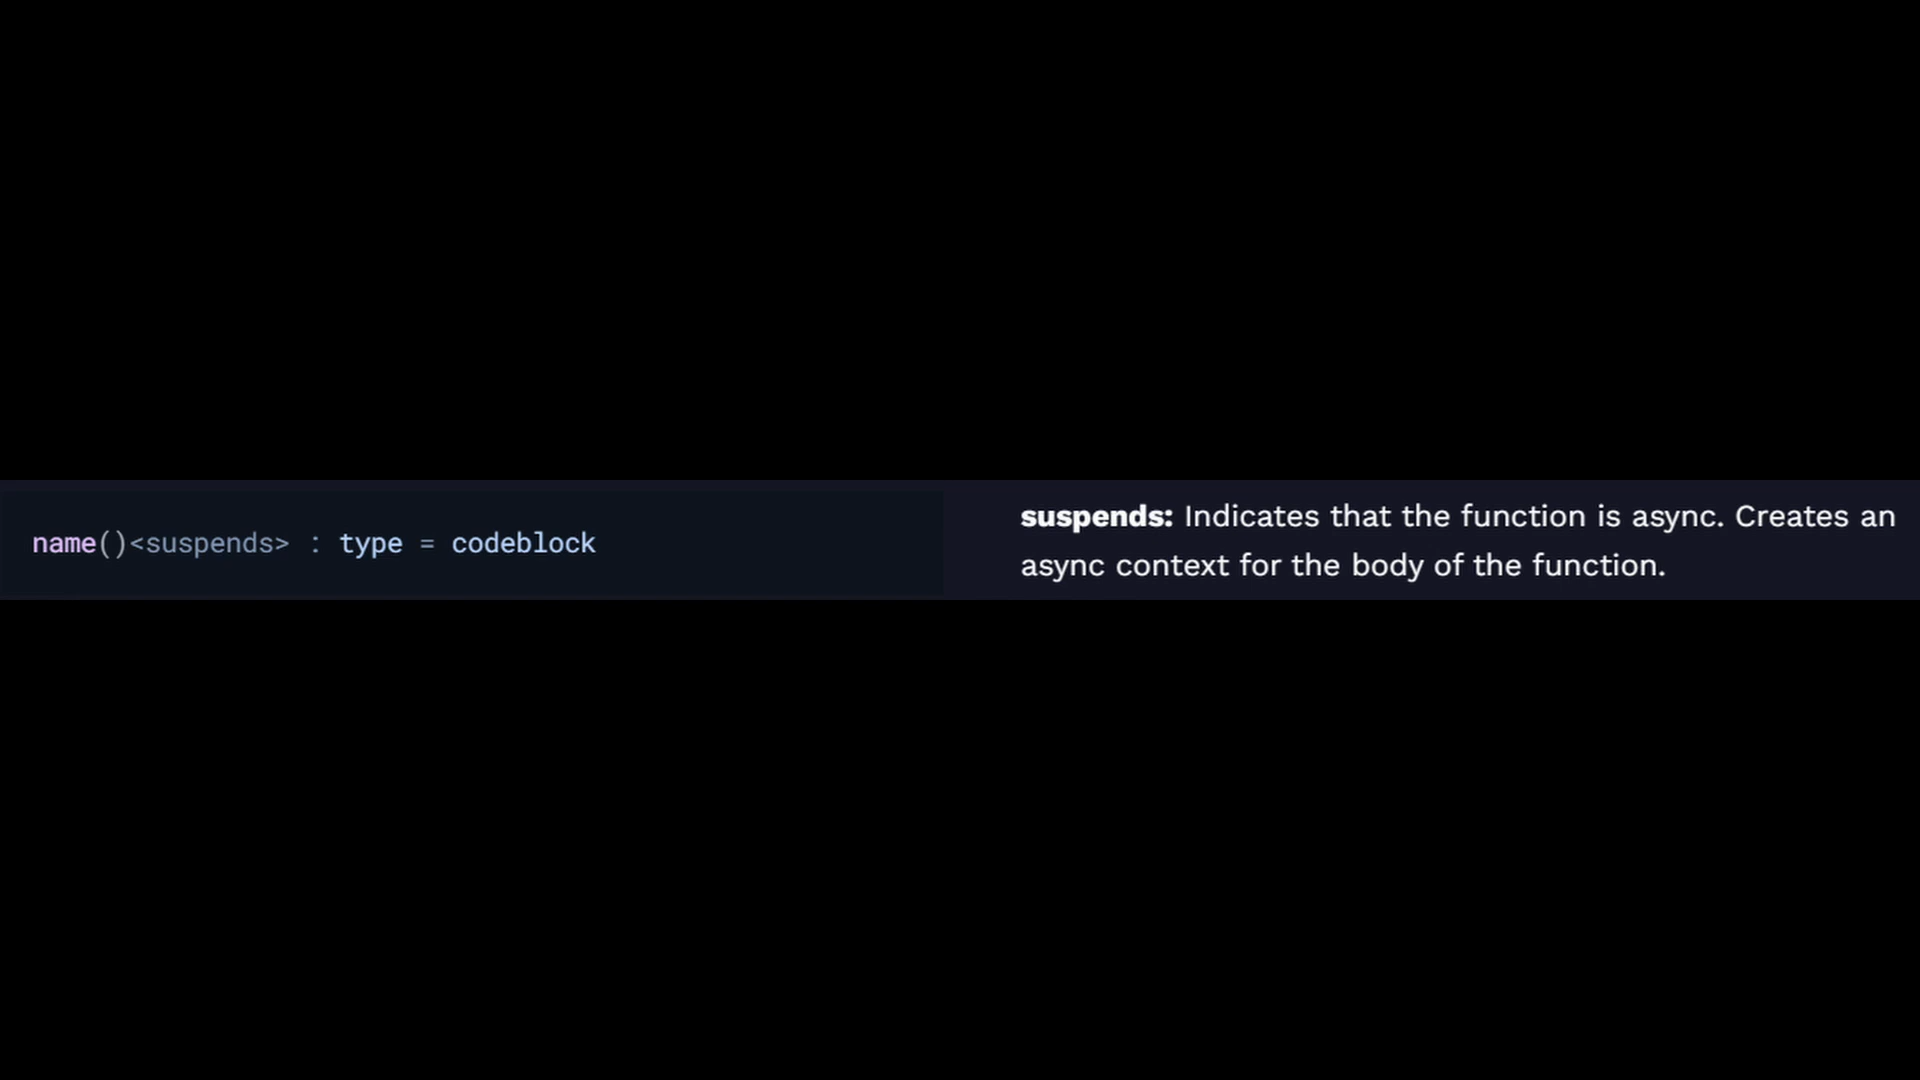 name()<suspends> : type = codeblock
suspends: Indicates that the function is async. Creates an
async context for the body of the function.